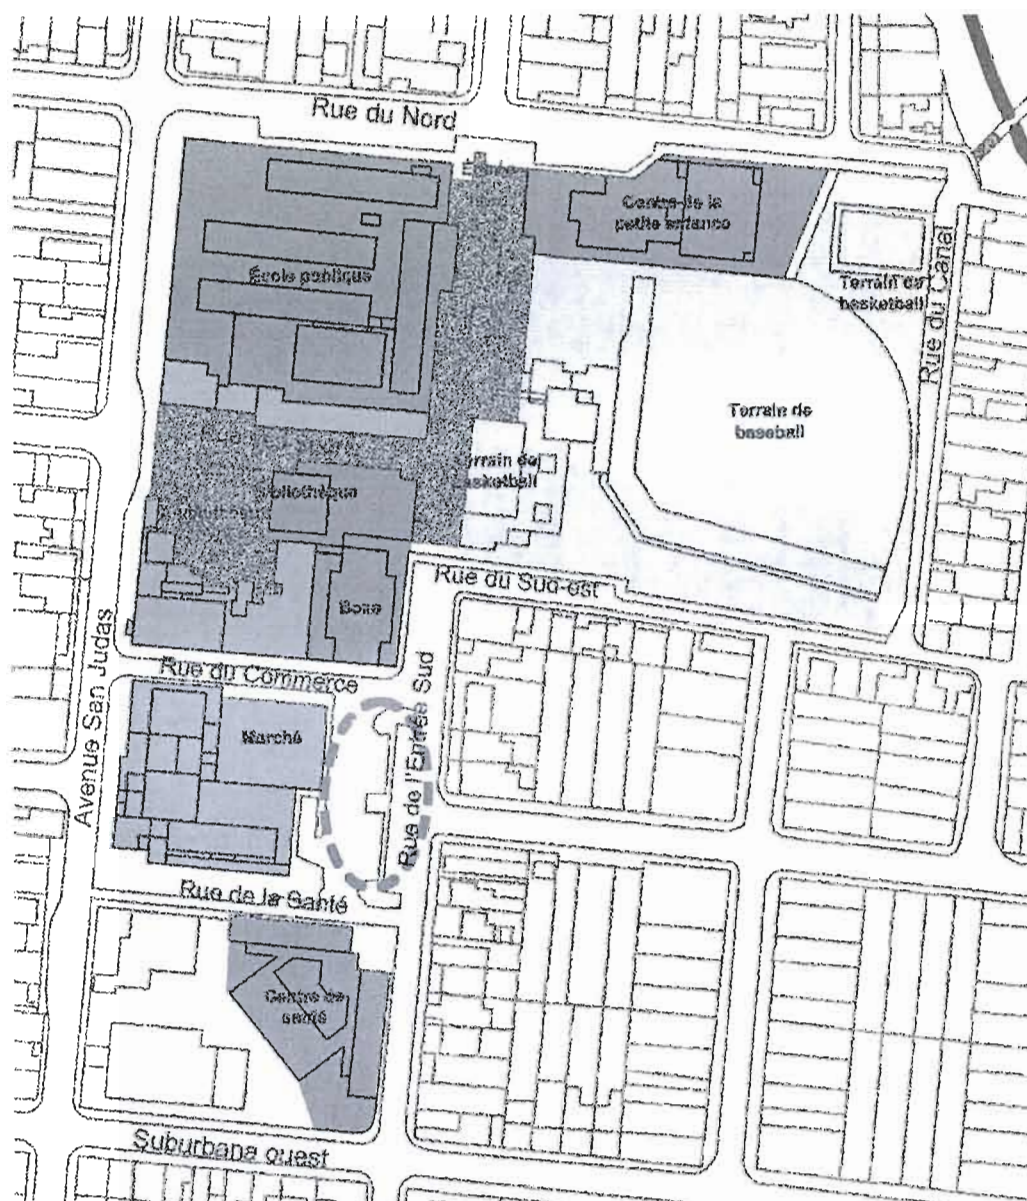 Rue du Nord
Entrée
Centre de la
petite enfance
École publique
Terrain de
basketball
Rue du Canal
Terrain de
baseball
Terrain de
basketball
Bibliothèque
Rue du Sud-est
Boxe
Avenue San Judas
Rue du Commerce
Marché
Rue de l'Entrée Sud
Rue de la Santé
Centre de
santé
Suburbana ouest